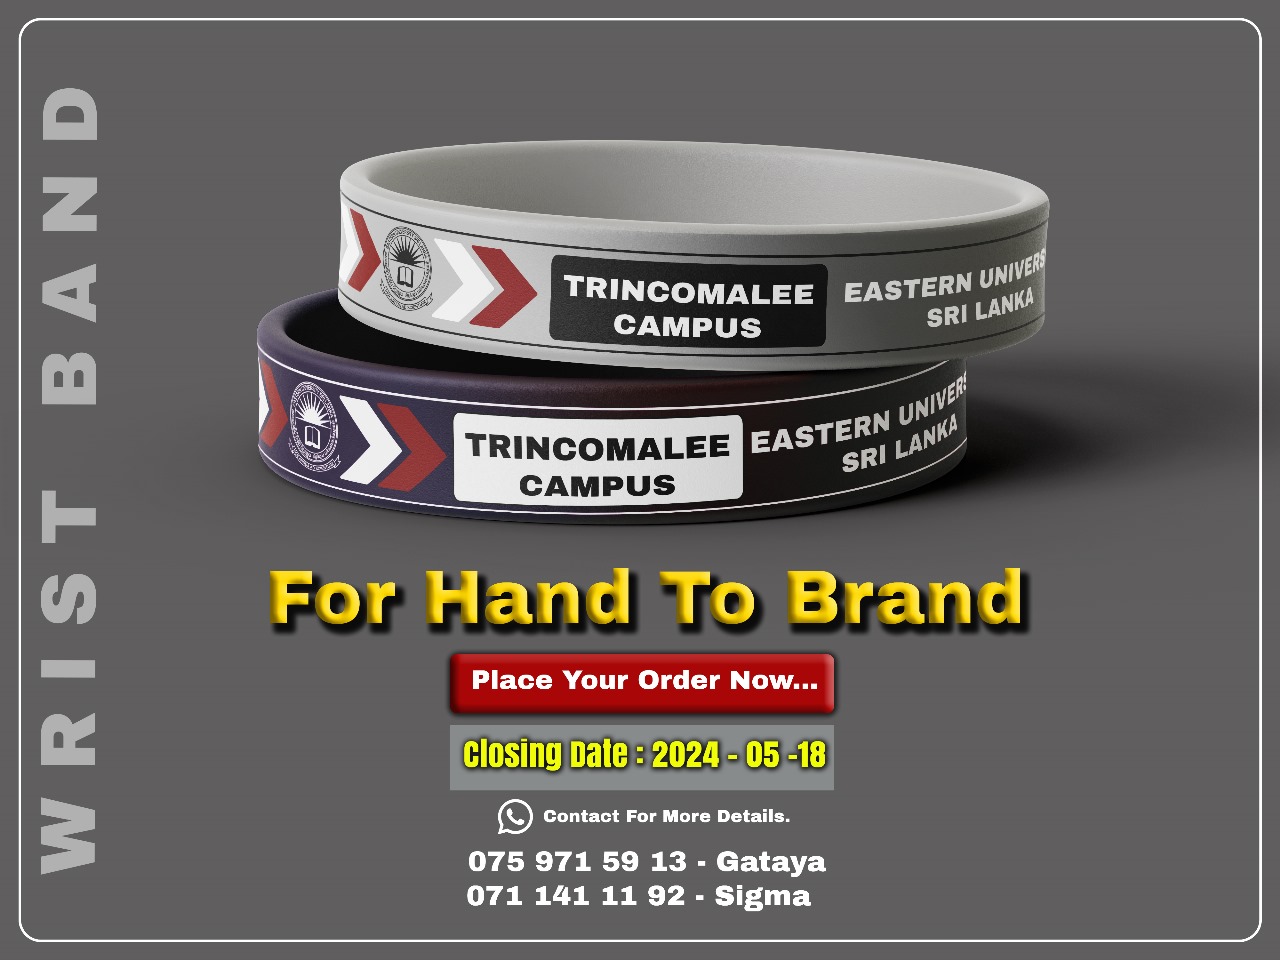 WRIST BAND
TRINCOMALEE
CAMPUS
EASTERN UNIVERS
SRI LANKA
TRINCOMALEE
CAMPUS
EASTERN UNIVERS
SRI LANKA
For Hand To Brand
Place Your Order Now...
Closing Date : 2024 - 05 -18
Contact For More Details.
075 971 59 13 - Gataya
071 141 11 92 - Sigma